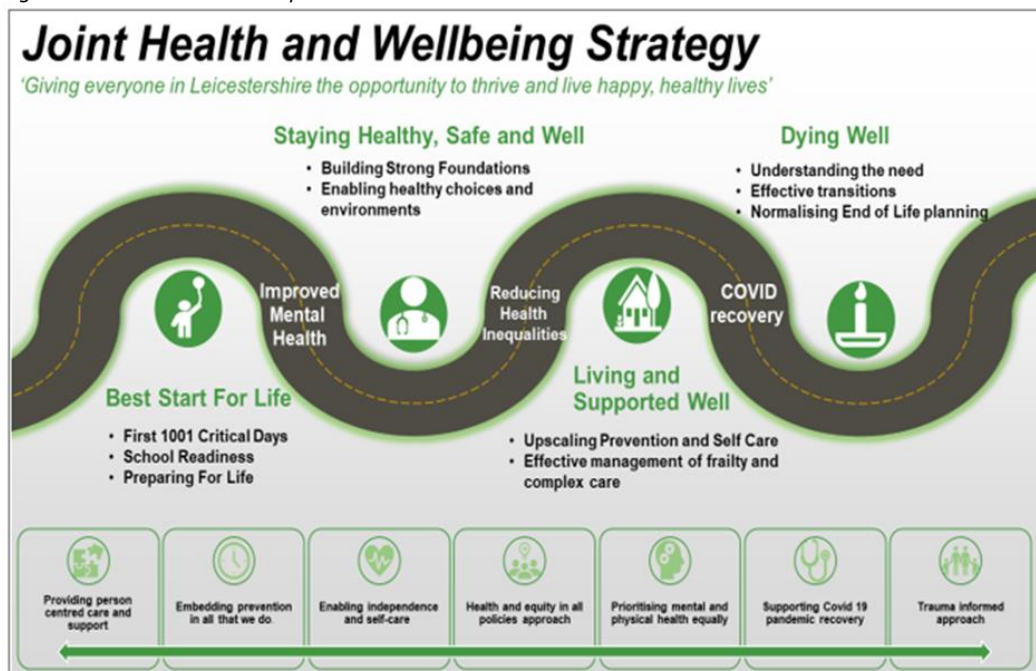 Joint Health and Wellbeing Strategy
'Giving everyone in Leicestershire the opportunity to thrive and live happy, healthy lives'
Staying Healthy, Safe and Well
• Building Strong Foundations
• Enabling healthy choices and
environments
Dying Well
• Understanding the need
• Effective transitions
• Normalising End of Life planning
Improved
Mental
Health
Reducing
Health
Inequalities
COVID
recovery
Best Start For Life
• First 1001 Critical Days
• School Readiness
• Preparing For Life
Living and
Supported Well
• Upscaling Prevention and Self Care
• Effective management of frailty and
complex care
Providing person
centred care and
support
Embedding prevention
in all that we do.
Enabling independence
and self-care
Health and equity in all
policies approach
Prioritising mental and
physical health equally
Supporting Covid 19
pandemic recovery
Trauma informed
approach